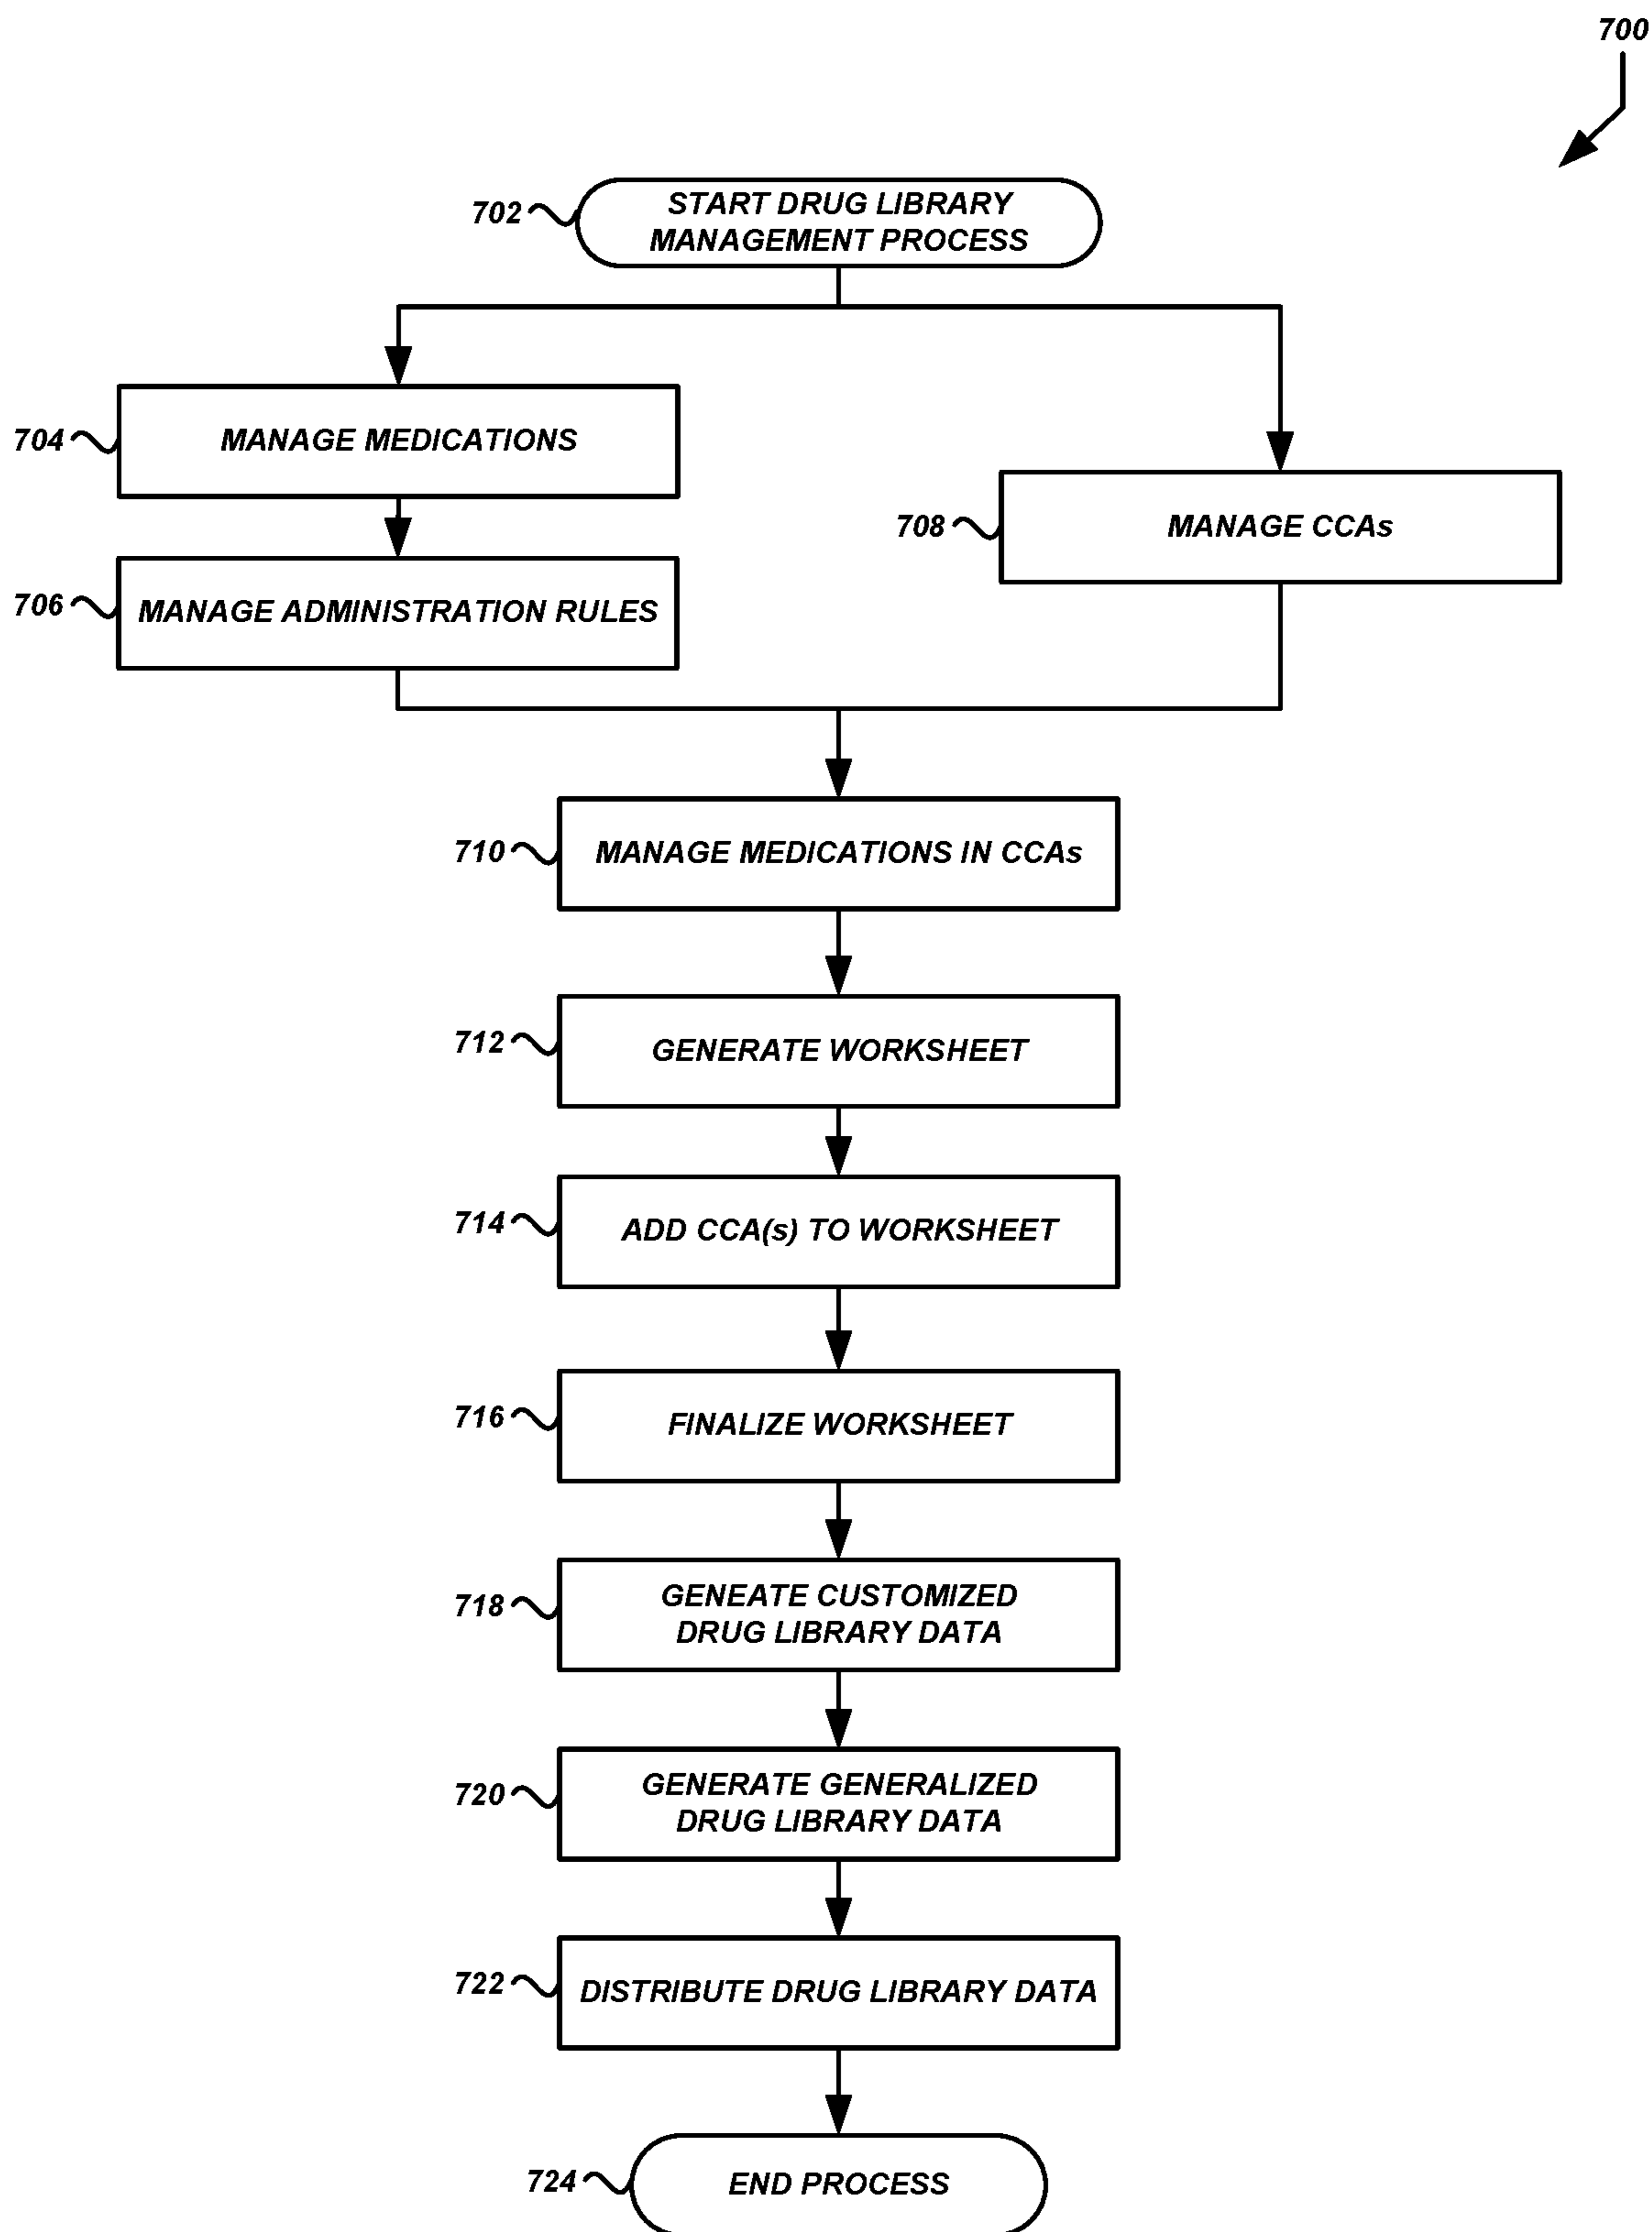 700
702
START DRUG LIBRARY
MANAGEMENT PROCESS
704
MANAGE MEDICATIONS
708
MANAGE CCAs
706
MANAGE ADMINISTRATION RULES
710
MANAGE MEDICATIONS IN CCAs
712
GENERATE WORKSHEET
714
ADD CCA(s) TO WORKSHEET
716
FINALIZE WORKSHEET
718
GENEATE CUSTOMIZED
DRUG LIBRARY DATA
720
GENERATE GENERALIZED
DRUG LIBRARY DATA
722
DISTRIBUTE DRUG LIBRARY DATA
724
END PROCESS